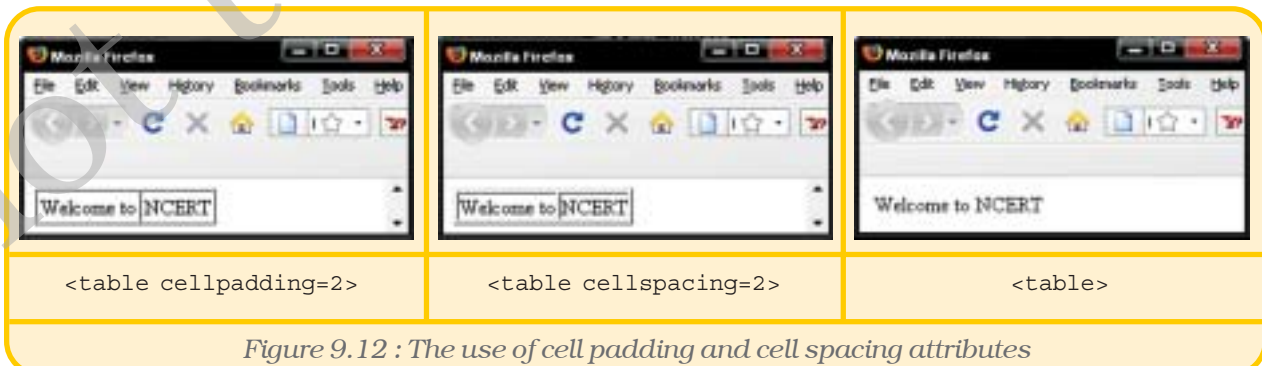 Mozilla Firefox
File Edit View History Bookmarks Tools Help
Welcome to NCERT
<table cellpadding=2>
Mozilla Firefox
File Edit View History Bookmarks Tools Help
Welcome to NCERT
<table cellspacing=2>
Mozilla Firefox
File Edit View History Bookmarks Tools Help
Welcome to NCERT
<table>
Figure 9.12 : The use of cell padding and cell spacing attributes
not